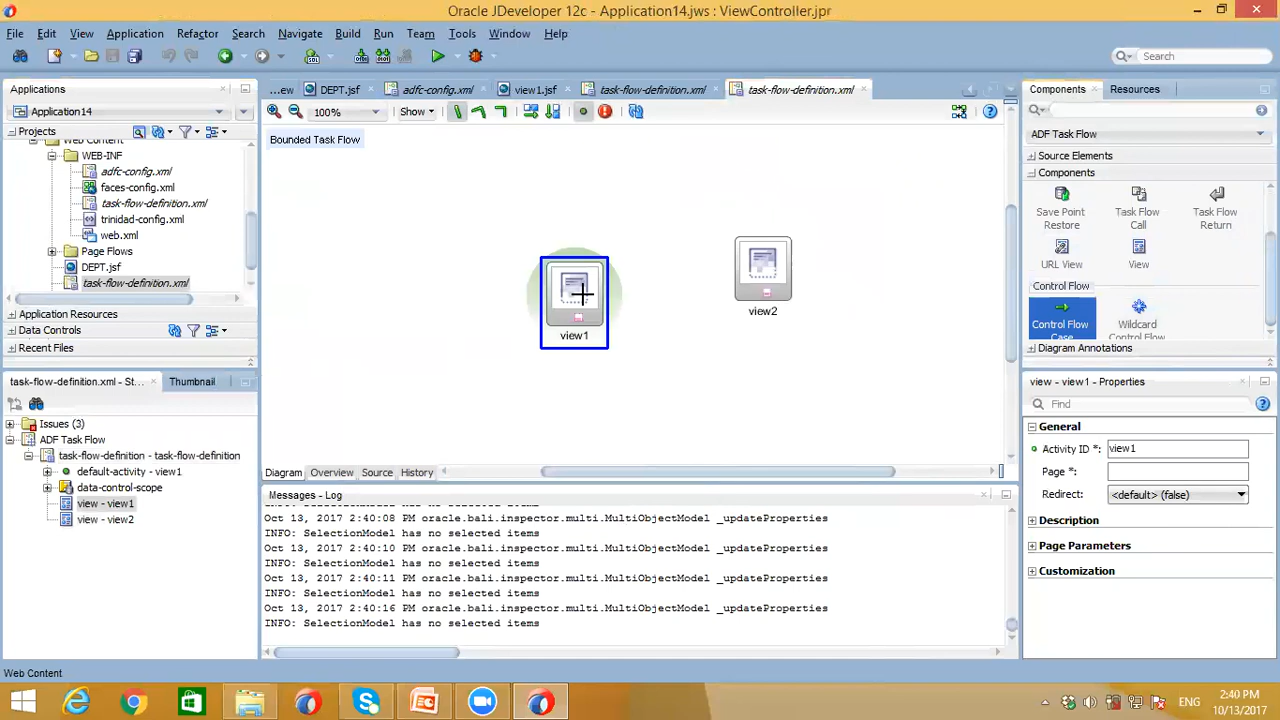 Oracle JDeveloper 12c - Application14.jws : ViewController.jpr
File Edit View Application Refactor Search Navigate Build Run Team Tools Window Help
Search
Applications
Application14
Projects
Web Content
WEB-INF
adfc-config.xml
faces-config.xml
task-flow-definition.xml
trinidad-config.xml
web.xml
Page Flows
DEPT.jsf
task-flow-definition.xml
Application Resources
Data Controls
Recent Files
task-flow-definition.xml - St...
Thumbnail
Issues (3)
ADF Task Flow
task-flow-definition - task-flow-definition
default-activity - view1
data-control-scope
view - view1
view - view2
...ew
DEPT.jsf
adfc-config.xml
view1.jsf
task-flow-definition.xml
task-flow-definition.xml
100%
Show
Bounded Task Flow
view1
view2
Diagram Overview Source History
Messages - Log
Oct 13, 2017 2:40:08 PM oracle.bali.inspector.multi.MultiObjectModel _updateProperties
INFO: SelectionModel has no selected items
Oct 13, 2017 2:40:10 PM oracle.bali.inspector.multi.MultiObjectModel _updateProperties
INFO: SelectionModel has no selected items
Oct 13, 2017 2:40:11 PM oracle.bali.inspector.multi.MultiObjectModel _updateProperties
INFO: SelectionModel has no selected items
Oct 13, 2017 2:40:16 PM oracle.bali.inspector.multi.MultiObjectModel _updateProperties
INFO: SelectionModel has no selected items
Components
Resources
ADF Task Flow
Source Elements
Components
Save Point Restore
Task Flow Call
Task Flow Return
URL View
View
Control Flow
Control Flow Case
Wildcard Control Flow
Diagram Annotations
view - view1 - Properties
Find
General
Activity ID *: view1
Page *:
Redirect: <default> (false)
Description
Page Parameters
Customization
Web Content
ENG
2:40 PM
10/13/2017